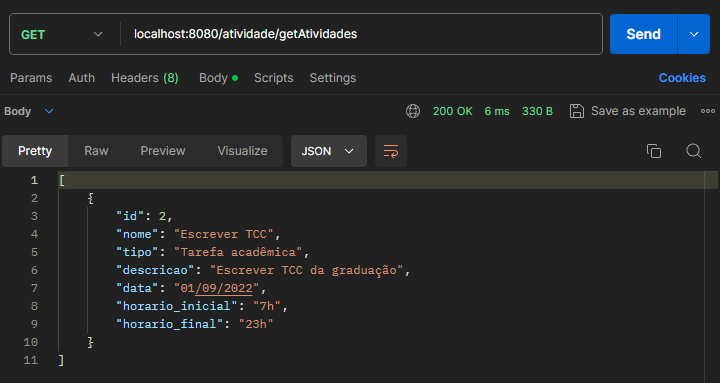 GET localhost:8080/atividade/getAtividades Send
Params Auth Headers (8) Body Scripts Settings Cookies
Body 200 OK 6 ms 330 B Save as example
Pretty Raw Preview Visualize JSON
1 [
2 {
3 "id": 2,
4 "nome": "Escrever TCC",
5 "tipo": "Tarefa acadêmica",
6 "descricao": "Escrever TCC da graduação",
7 "data": "01/09/2022",
8 "horario_inicial": "7h",
9 "horario_final": "23h"
10 }
11 ]